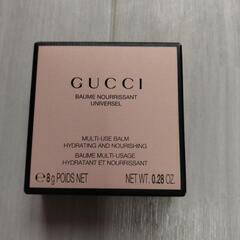 GUCCI
BAUME NOURRISSANT
UNIVERSEL
MULTI-USE BALM
HYDRATING AND NOURISHING
BAUME MULTI-USAGE
HYDRATANT ET NOURRISSANT
℮ 8 g POIDS NET NET WT. 0.28 OZ.